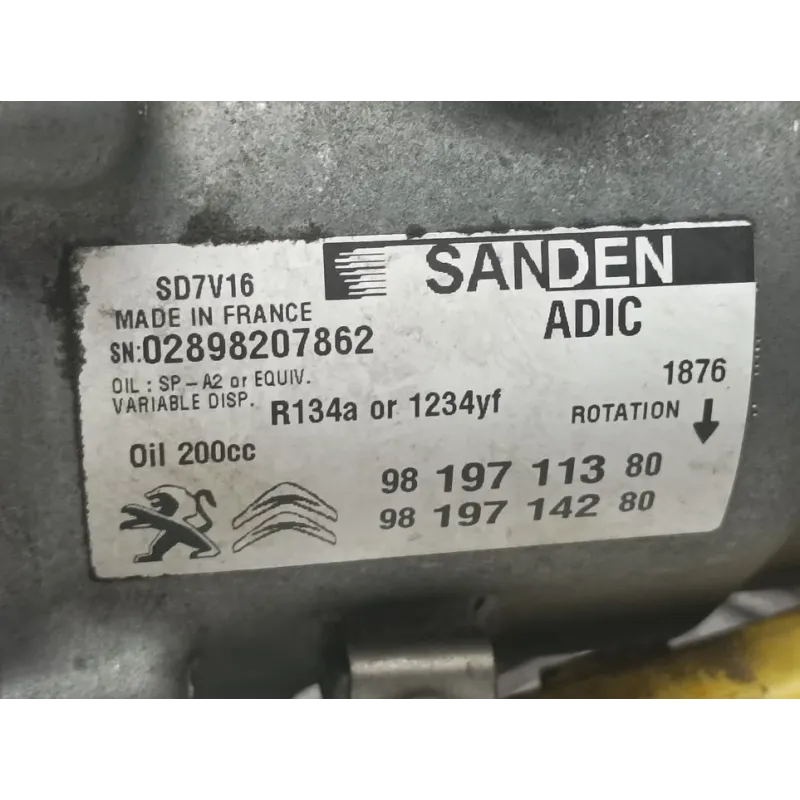 SANDEN
SD7V16
ADIC
MADE IN FRANCE
SN:02898207862
OIL : SP-A2 or EQUIV.
1876
VARIABLE DISP. R134a or 1234yf
ROTATION
Oil 200cc
98 197 113 80
98 197 142 80